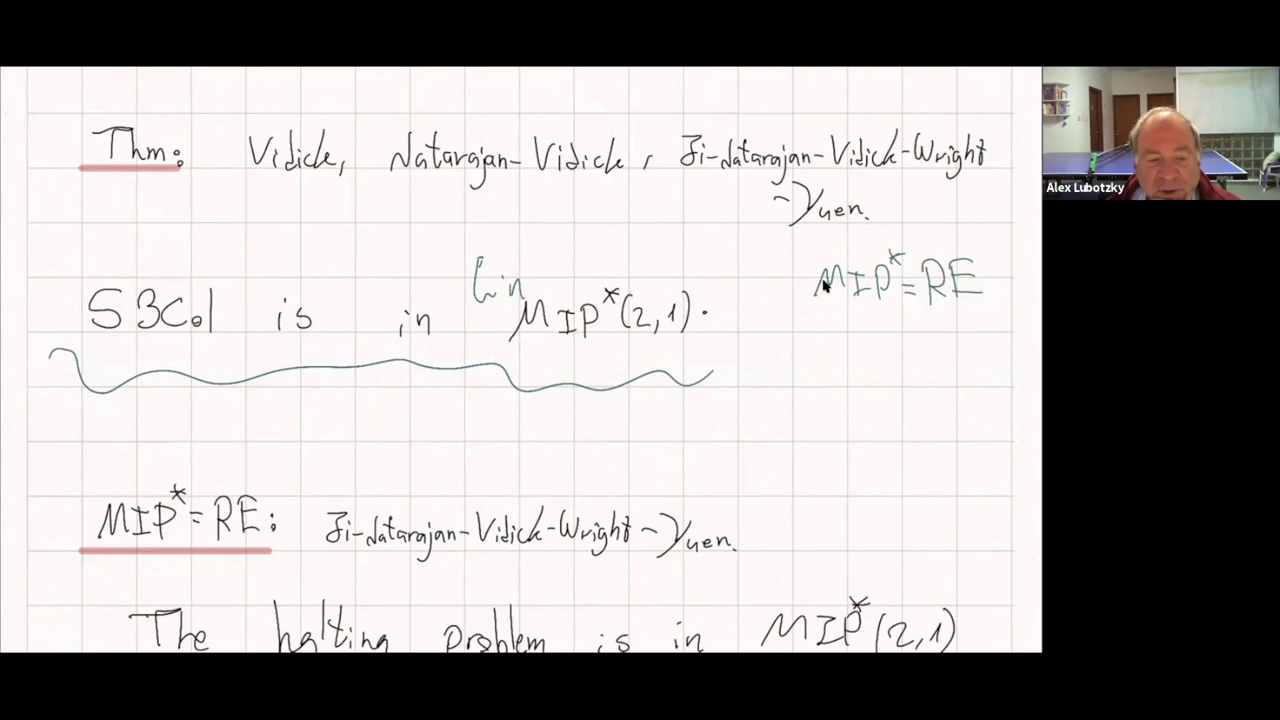 Thm: Vidick, Natarajan-Vidick, Ji-Natarajan-Vidick-Wright
-Yuen.
Lin MIP*=RE
S3Col is in MIP*(2,1).
MIP*=RE: Ji-Natarajan-Vidick-Wright-Yuen.
The halting problem is in MIP*(2,1)
Alex Lubotzky